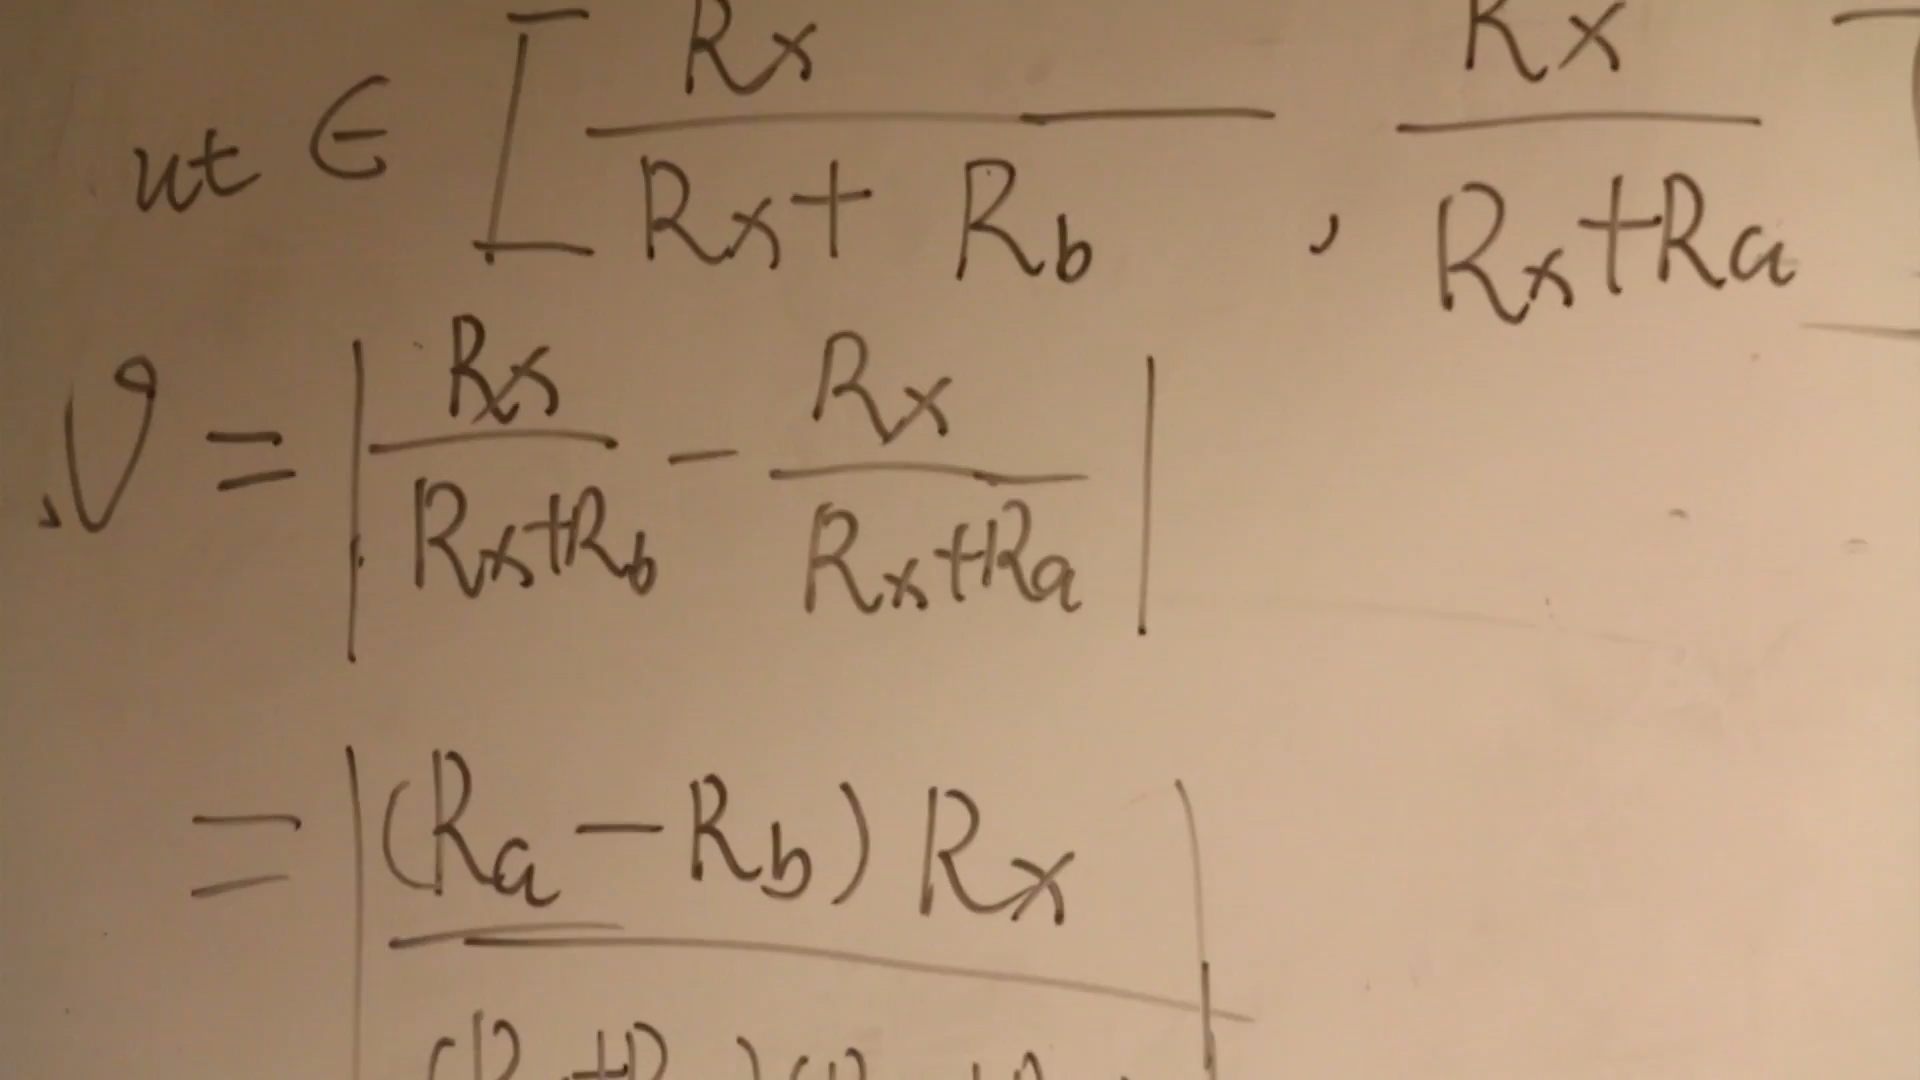 ut ∈ [ Rx / (Rx + Rb) , Rx / (Rx + Ra)
V = | Rx / (Rx+Rb) − Rx / (Rx+Ra) |
= | (Ra − Rb) Rx